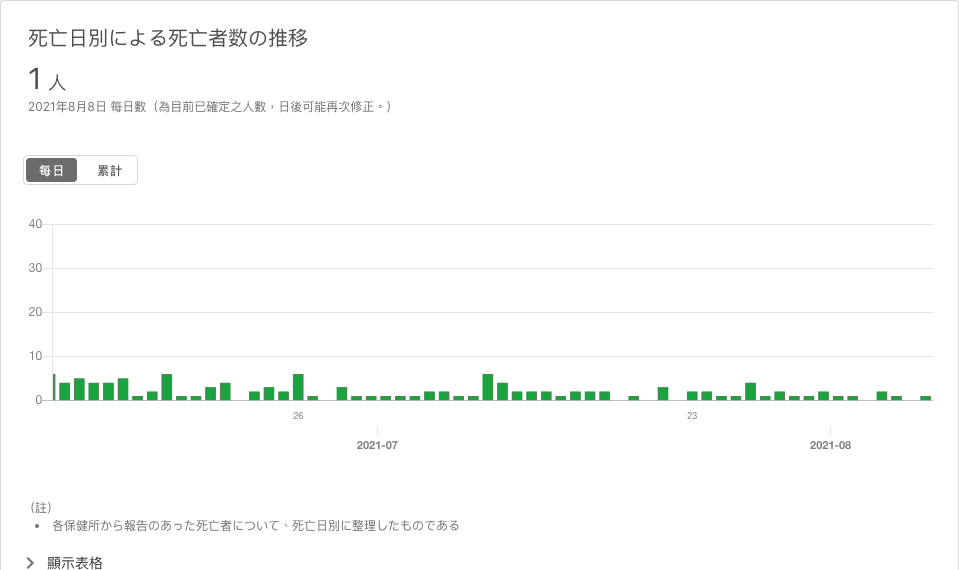 死亡日別による死亡者数の推移
1 人
2021年8月8日 每日數（為目前已確定之人數，日後可能再次修正。）
每日 累計
40
30
20
10
0
26 23
2021-07 2021-08
（註）
• 各保健所から報告のあった死亡者について、死亡日別に整理したものである
顯示表格